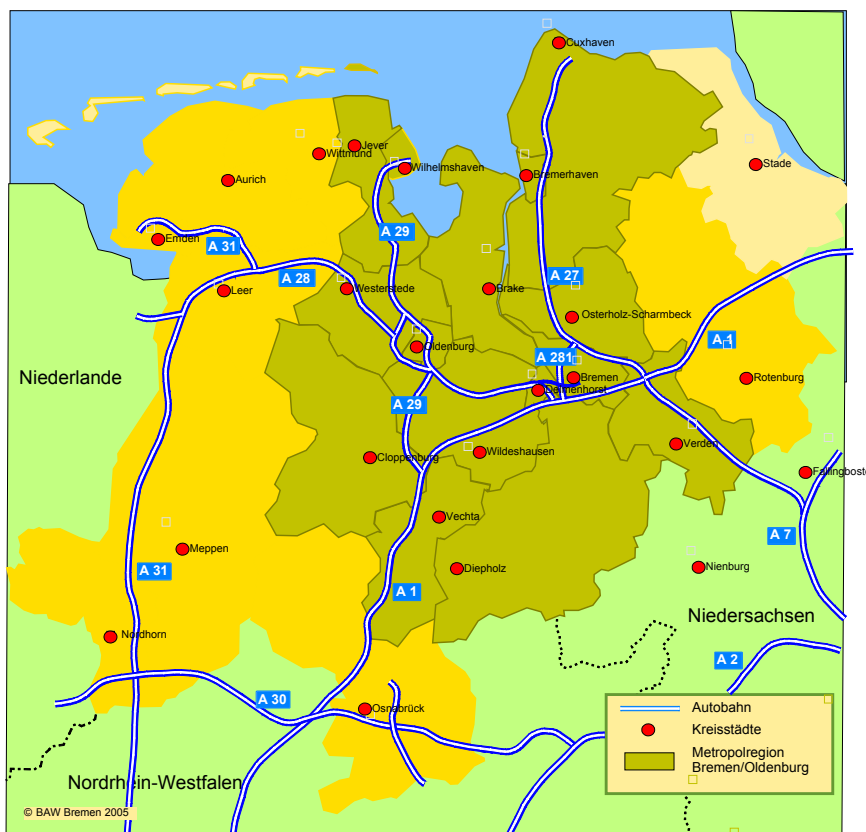 Cuxhaven
Jever
Wittmund
Stade
Wilhelmshaven
Bremerhaven
Aurich
A 29
Emden
A 31
A 28
A 27
Leer
Westerstede
Brake
Osterholz-Scharmbeck
A 1
Oldenburg
A 281
Niederlande
Bremen
Rotenburg
Delmenhorst
A 29
Verden
Wildeshausen
Cloppenburg
Fallingboste
Vechta
A 7
Meppen
Diepholz
Nienburg
A 31
A 1
Niedersachsen
Nordhorn
A 2
A 30
Osnabrück
Autobahn
Kreisstädte
Metropolregion
Bremen/Oldenburg
Nordrhein-Westfalen
© BAW Bremen 2005